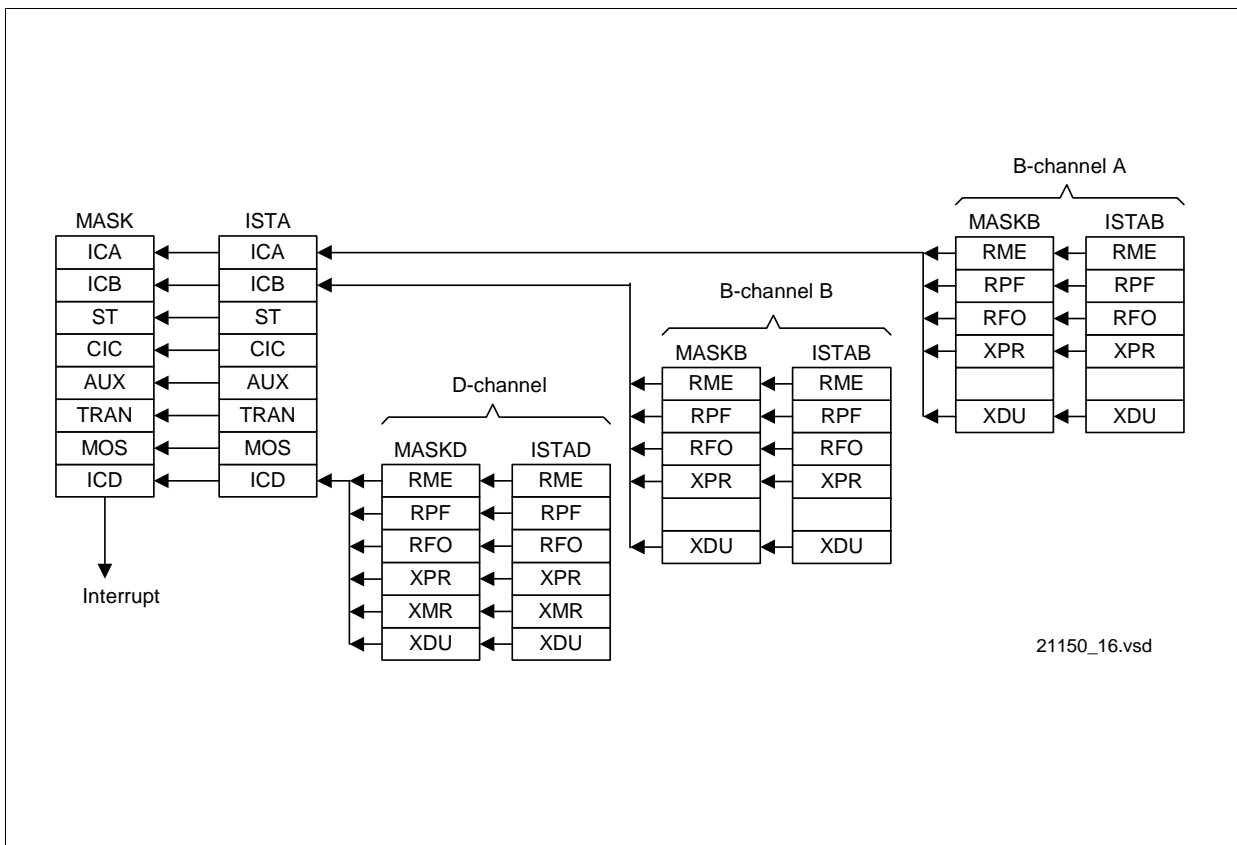 B-channel A
MASK ISTA MASKB ISTAB
ICA ICA RME RME
ICB ICB RPF RPF
B-channel B
ST ST RFO RFO
CIC CIC MASKB ISTAB XPR XPR
AUX AUX D-channel RME RME
TRAN TRAN RPF RPF XDU XDU
MOS MOS MASKD ISTAD RFO RFO
ICD ICD RME RME XPR XPR
RPF RPF
RFO RFO XDU XDU
XPR XPR
Interrupt
XMR XMR
XDU XDU
21150_16.vsd